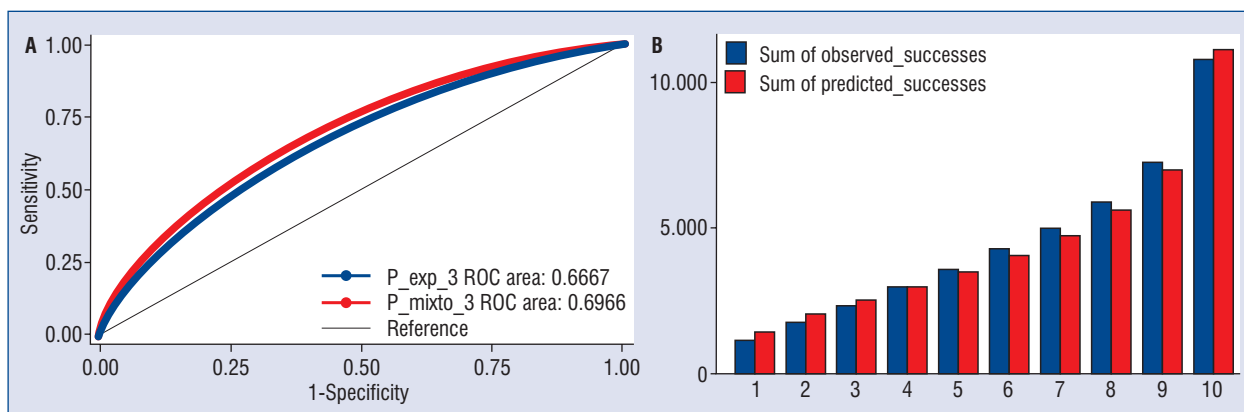 A
1.00
0.75
0.50
0.25
0.00
Sensitivity
P_exp_3 ROC area: 0.6667
P_mixto_3 ROC area: 0.6966
Reference
0.00 0.25 0.50 0.75 1.00
1-Specificity
B
Sum of observed_successes
Sum of predicted_successes
10.000
5.000
0
1 2 3 4 5 6 7 8 9 10